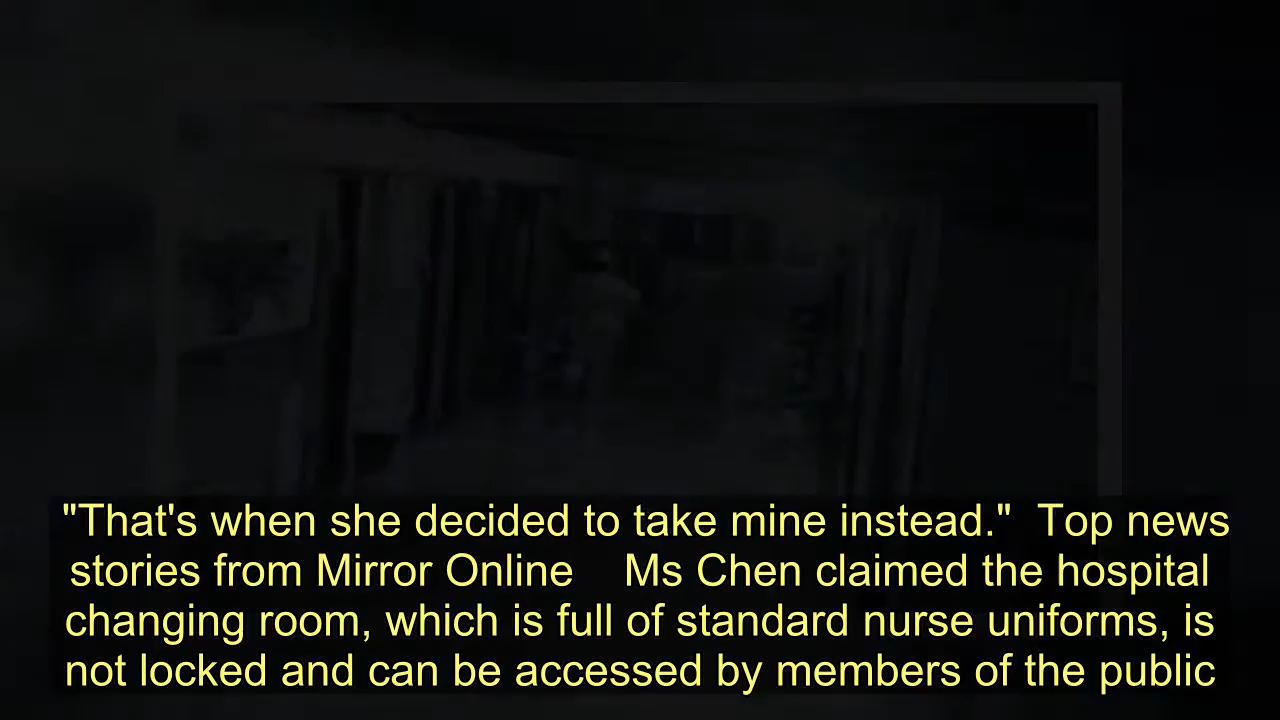 "That's when she decided to take mine instead."  Top news
stories from Mirror Online    Ms Chen claimed the hospital
changing room, which is full of standard nurse uniforms, is
not locked and can be accessed by members of the public